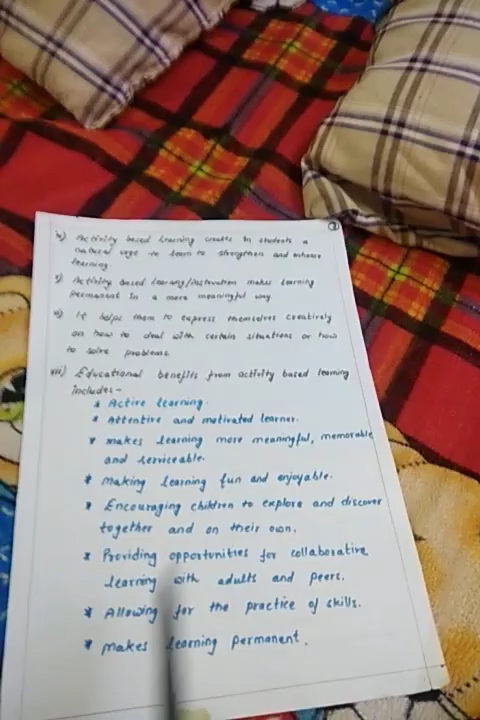 ③
iv) Activity based learning creats in students a
natural urge to learn to strengthen and enhance
learning
v) Activity based learning/instruction makes learning
permanant in a more meaningful way.
vi) It helps them to express themselves creatively
on how to deal with certain situations or how
to solve problems
vii) Educational benefits from activity based learning
includes:-
* Active learning.
* Attentive and motivated learner.
* makes learning more meaningful, memorable
and serviceable.
* Making learning fun and enjoyable.
* Encouraging children to explore and discover
together and on their own.
* Providing opportunities for collaborative
learning with adults and peers.
* Allowing for the practice of skills.
* Makes learning permanent.